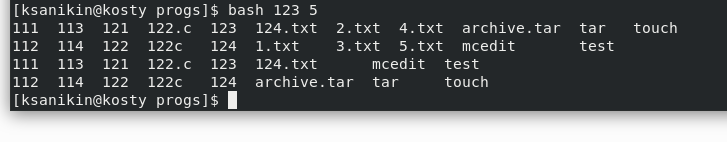 [ksanikin@kosty progs]$ bash 123 5
111  113  121  122.c  123  124.txt  2.txt  4.txt  archive.tar  tar   touch
112  114  122  122c   124  1.txt    3.txt  5.txt  mcedit       test
111  113  121  122.c  123  124.txt      mcedit  test
112  114  122  122c   124  archive.tar  tar     touch
[ksanikin@kosty progs]$